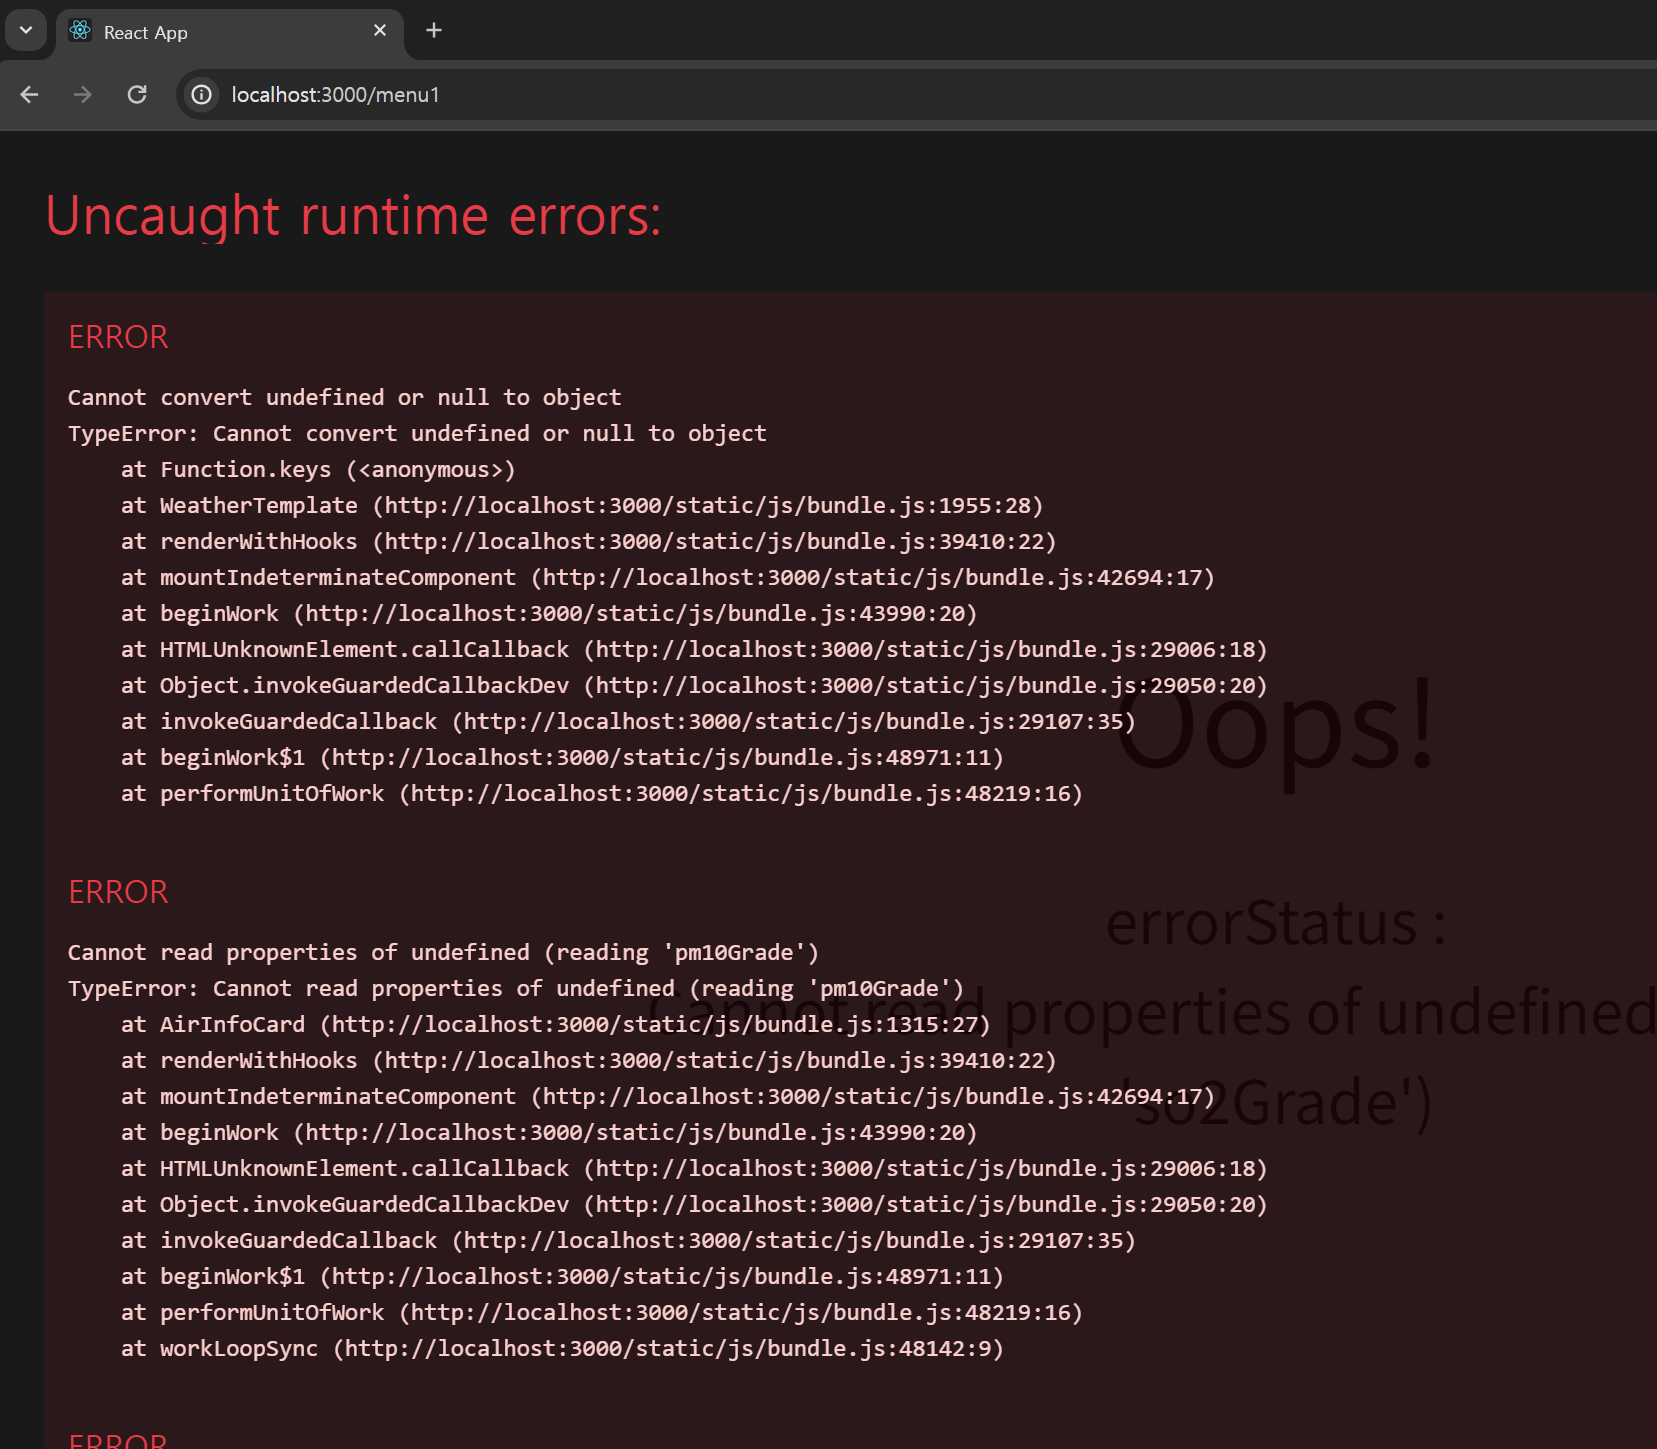 React App
localhost:3000/menu1
Uncaught runtime errors:
ERROR
Cannot convert undefined or null to object
TypeError: Cannot convert undefined or null to object
at Function.keys (<anonymous>)
at WeatherTemplate (http://localhost:3000/static/js/bundle.js:1955:28)
at renderWithHooks (http://localhost:3000/static/js/bundle.js:39410:22)
at mountIndeterminateComponent (http://localhost:3000/static/js/bundle.js:42694:17)
at beginWork (http://localhost:3000/static/js/bundle.js:43990:20)
at HTMLUnknownElement.callCallback (http://localhost:3000/static/js/bundle.js:29006:18)
at Object.invokeGuardedCallbackDev (http://localhost:3000/static/js/bundle.js:29050:20)
at invokeGuardedCallback (http://localhost:3000/static/js/bundle.js:29107:35)
at beginWork$1 (http://localhost:3000/static/js/bundle.js:48971:11)
at performUnitOfWork (http://localhost:3000/static/js/bundle.js:48219:16)
Oops!
ERROR
Cannot read properties of undefined (reading 'pm10Grade')
TypeError: Cannot read properties of undefined (reading 'pm10Grade')
at AirInfoCard (http://localhost:3000/static/js/bundle.js:1315:27)
at renderWithHooks (http://localhost:3000/static/js/bundle.js:39410:22)
at mountIndeterminateComponent (http://localhost:3000/static/js/bundle.js:42694:17)
at beginWork (http://localhost:3000/static/js/bundle.js:43990:20)
at HTMLUnknownElement.callCallback (http://localhost:3000/static/js/bundle.js:29006:18)
at Object.invokeGuardedCallbackDev (http://localhost:3000/static/js/bundle.js:29050:20)
at invokeGuardedCallback (http://localhost:3000/static/js/bundle.js:29107:35)
at beginWork$1 (http://localhost:3000/static/js/bundle.js:48971:11)
at performUnitOfWork (http://localhost:3000/static/js/bundle.js:48219:16)
at workLoopSync (http://localhost:3000/static/js/bundle.js:48142:9)
errorStatus :
Cannot read properties of undefined
'so2Grade')
ERROR